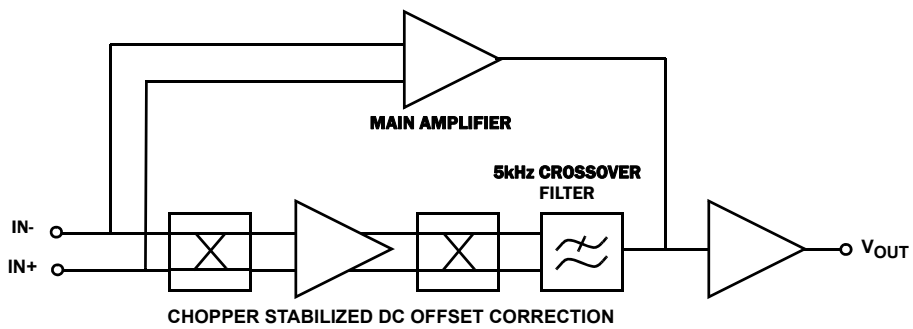 MAIN AMPLIFIER
5kHz CROSSOVER
FILTER
IN-
IN+
VOUT
CHOPPER STABILIZED DC OFFSET CORRECTION